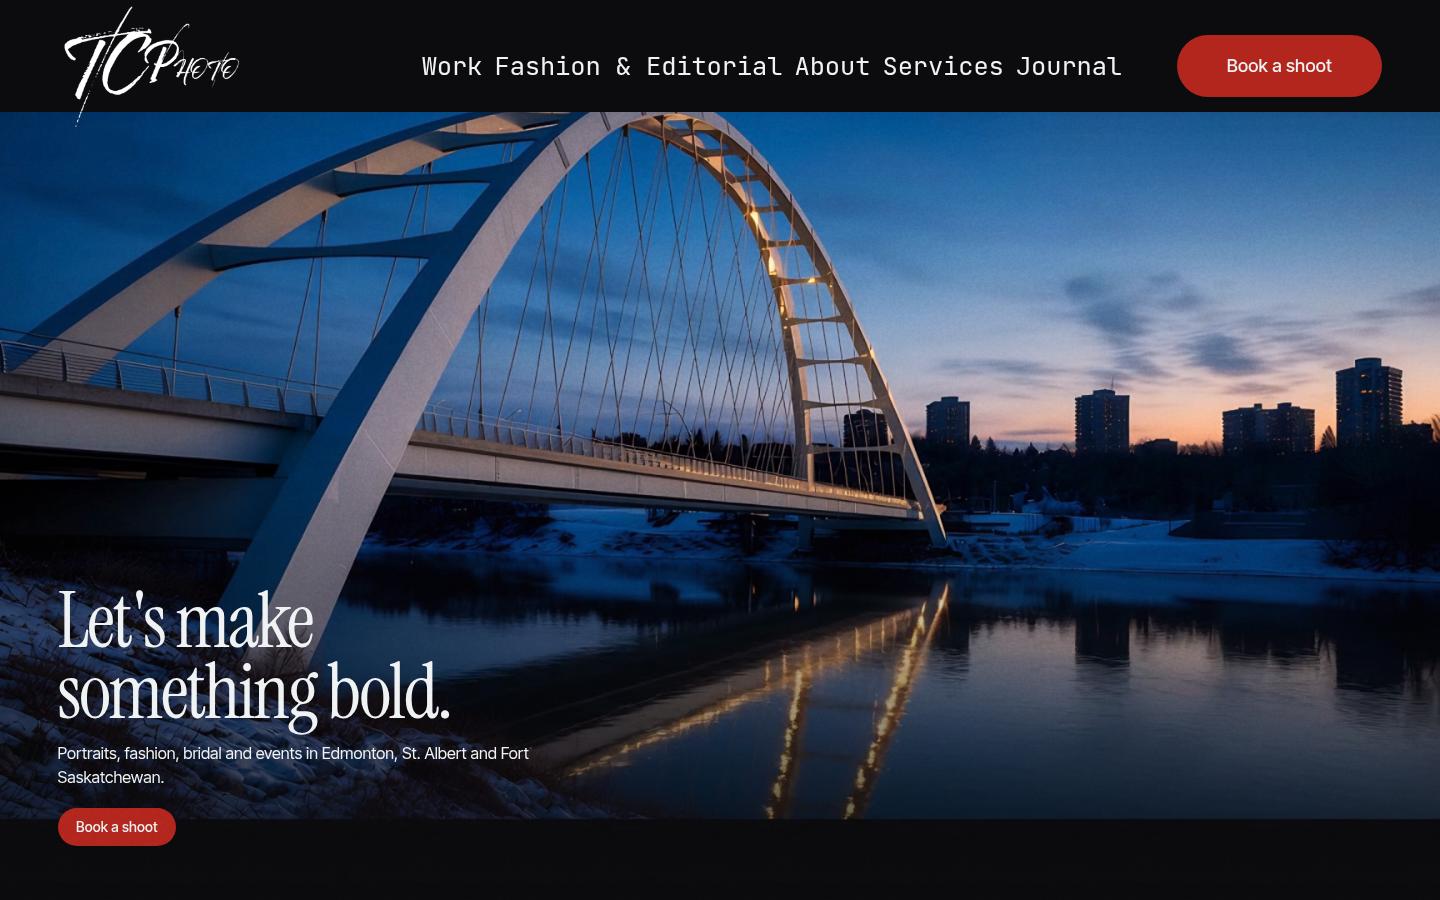 TCPHOTO
Work Fashion & Editorial About Services Journal
Book a shoot
Let's make
something bold.
Portraits, fashion, bridal and events in Edmonton, St. Albert and Fort
Saskatchewan.
Book a shoot